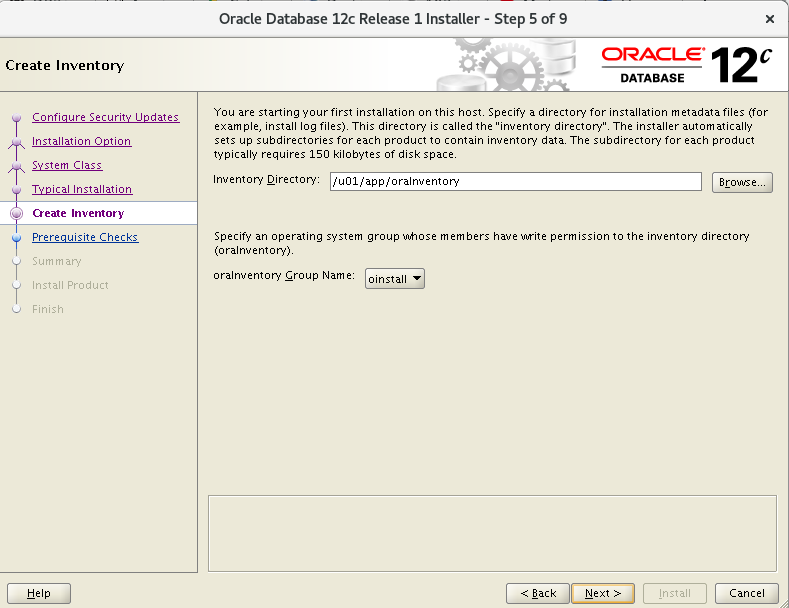 Oracle Database 12c Release 1 Installer - Step 5 of 9
Create Inventory
ORACLE®
DATABASE
12c
Configure Security Updates
Installation Option
System Class
Typical Installation
Create Inventory
Prerequisite Checks
Summary
Install Product
Finish
You are starting your first installation on this host. Specify a directory for installation metadata files (for
example, install log files). This directory is called the "inventory directory". The installer automatically
sets up subdirectories for each product to contain inventory data. The subdirectory for each product
typically requires 150 kilobytes of disk space.
Inventory Directory: /u01/app/oraInventory Browse...
Specify an operating system group whose members have write permission to the inventory directory
(oraInventory).
oraInventory Group Name: oinstall
Help < Back Next > Install Cancel